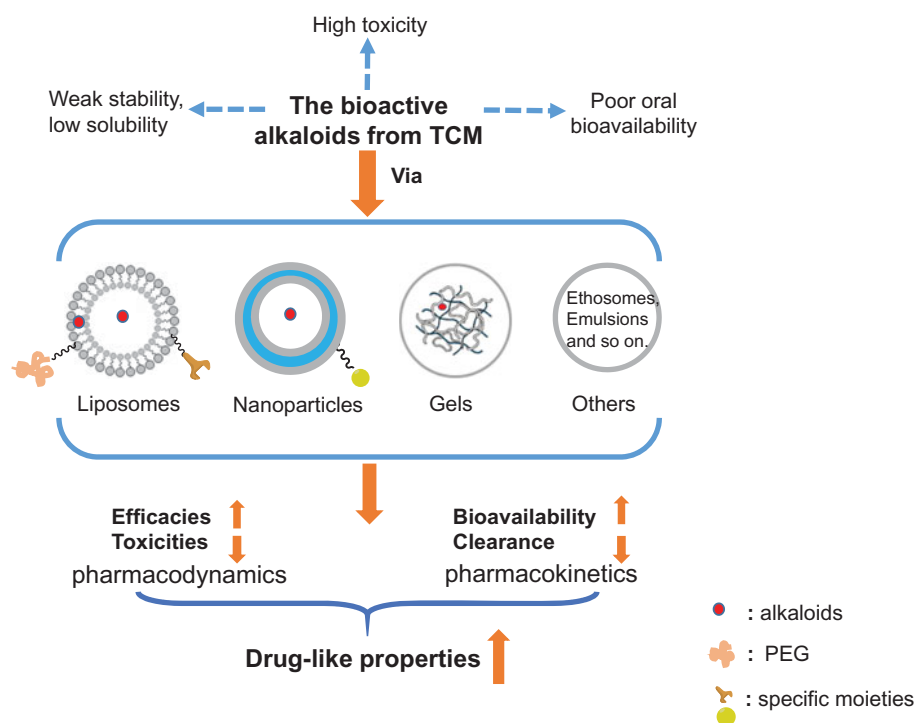 High toxicity
Weak stability,
low solubility
The bioactive
alkaloids from TCM
Poor oral
bioavailability
Via
Ethosomes,
Emulsions
and so on.
Liposomes
Nanoparticles
Gels
Others
Efficacies
Toxicities
pharmacodynamics
Bioavailability
Clearance
pharmacokinetics
Drug-like properties
: alkaloids
: PEG
: specific moieties